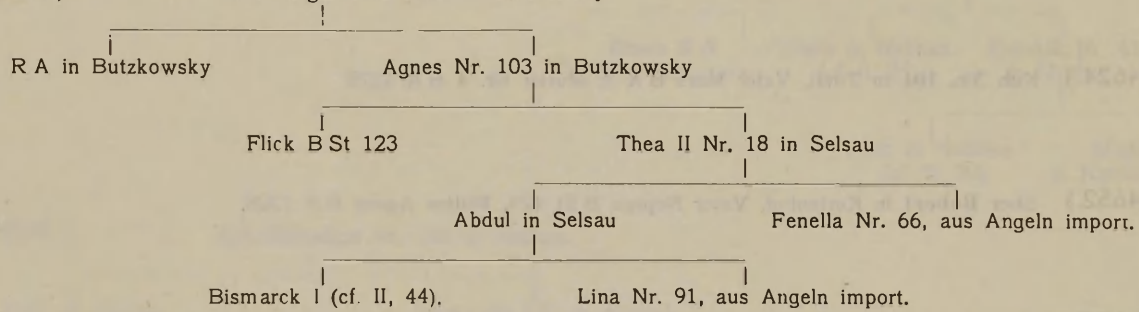 R A in Butzkowsky Agnes Nr. 103 in Butzkowsky
Flick B St 123 Thea II Nr. 18 in Selsau
Abdul in Selsau Fenella Nr. 66, aus Angeln import.
Bismarck I (cf. II, 44). Lina Nr. 91, aus Angeln import.